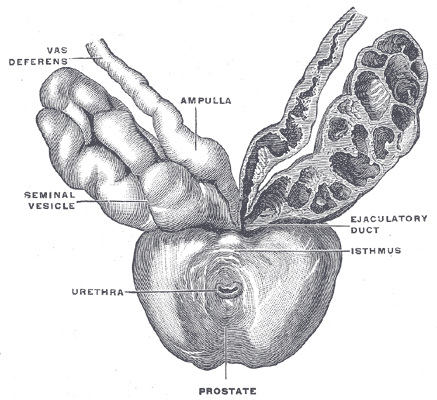 VAS
DEFERENS
AMPULLA
SEMINAL
VESICLE
EJACULATORY
DUCT
ISTHMUS
URETHRA
PROSTATE